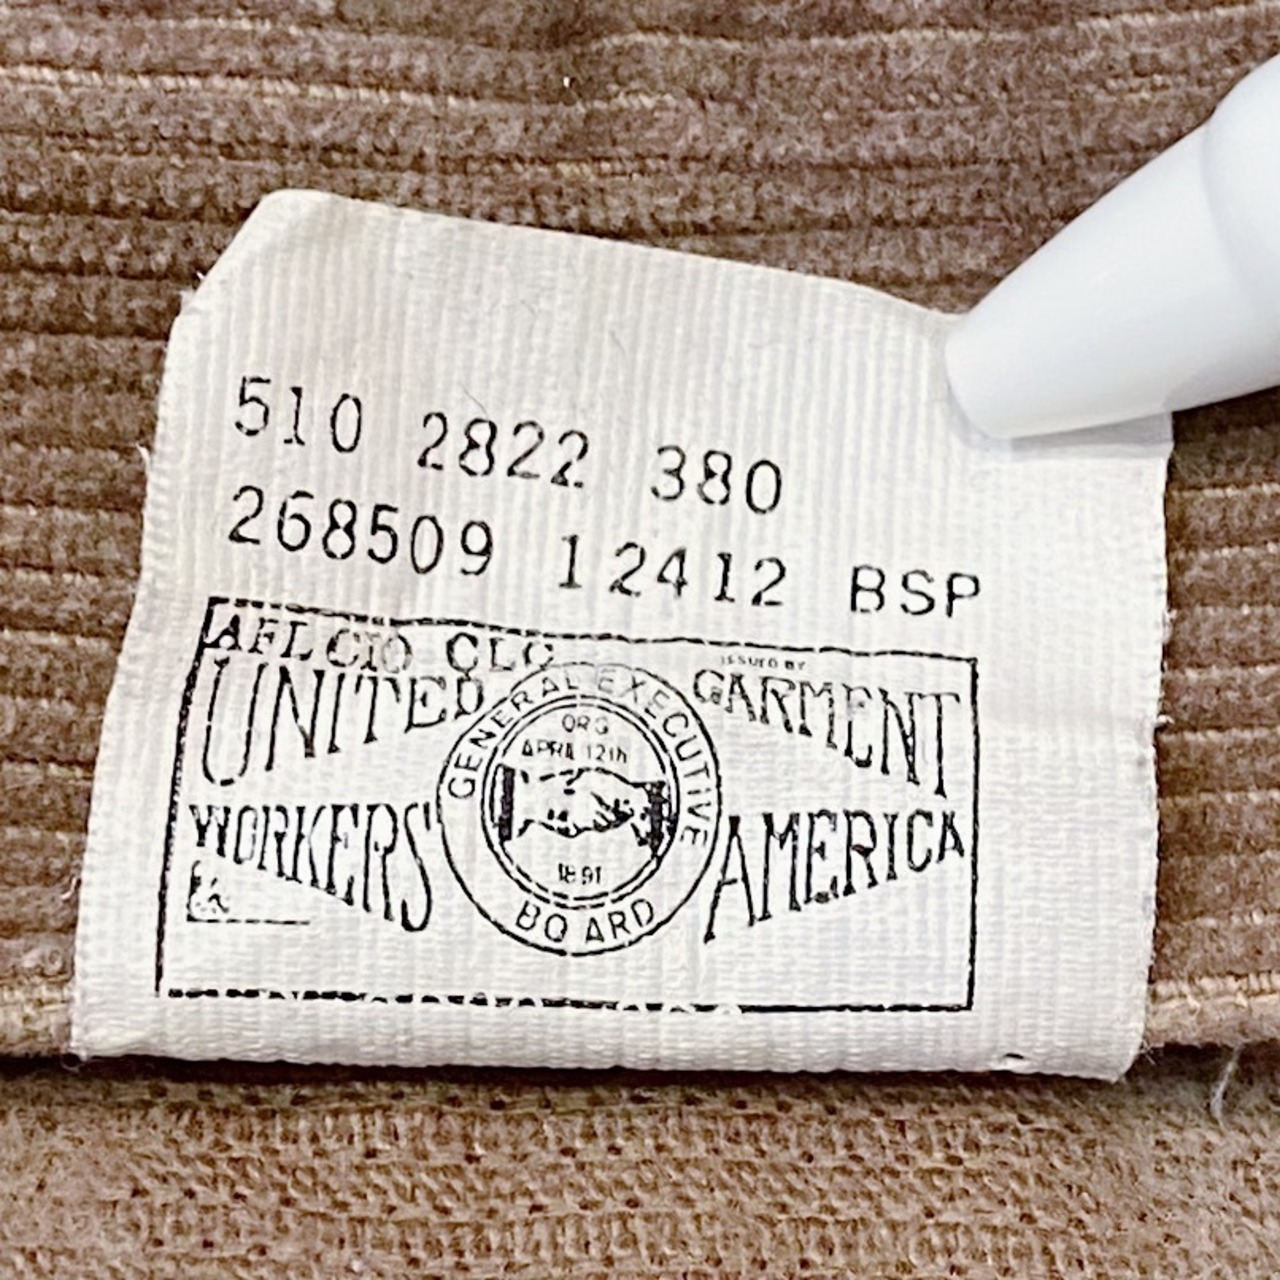 510 2822 380
268509 12412 BSP
AFL CIO CLC
ISSUED BY
UNITED GARMENT
WORKERS AMERICA
GENERAL EXECUTIVE
BOARD
ORG
APRIL 12th
1891